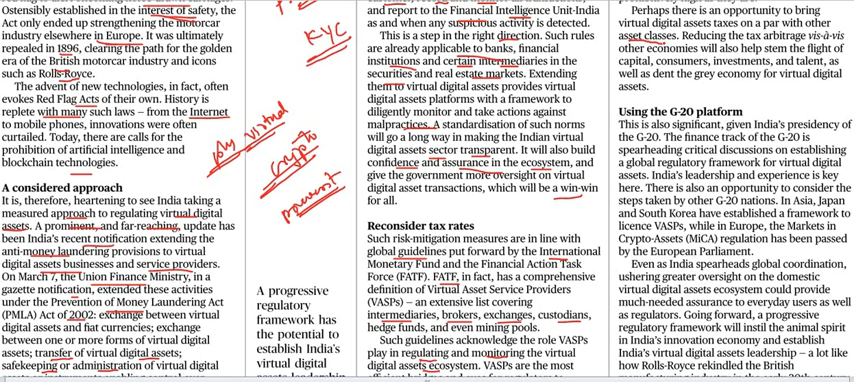 Ostensibly established in the interest of safety, the
Act only ended up strengthening the motorcar
industry elsewhere in Europe. It was ultimately
repealed in 1896, clearing the path for the golden
era of the British motorcar industry and icons
such as Rolls-Royce.
The advent of new technologies, in fact, often
evokes Red Flag Acts of their own. History is
replete with many such laws – from the Internet
to mobile phones, innovations were often
curtailed. Today, there are calls for the
prohibition of artificial intelligence and
blockchain technologies.
A considered approach
It is, therefore, heartening to see India taking a
measured approach to regulating virtual digital
assets. A prominent, and far-reaching, update has
been India's recent notification extending the
anti-money laundering provisions to virtual
digital assets businesses and service providers.
On March 7, the Union Finance Ministry, in a
gazette notification, extended these activities
under the Prevention of Money Laundering Act
(PMLA) Act of 2002: exchange between virtual
digital assets and fiat currencies; exchange
between one or more forms of virtual digital
assets; transfer of virtual digital assets;
safekeeping or administration of virtual digital
KYC
virtual
crypto
A progressive
regulatory
framework has
the potential to
establish India's
virtual digital
assets leadership
and report to the Financial Intelligence Unit-India
as and when any suspicious activity is detected.
This is a step in the right direction. Such rules
are already applicable to banks, financial
institutions and certain intermediaries in the
securities and real estate markets. Extending
them to virtual digital assets provides virtual
digital assets platforms with a framework to
diligently monitor and take actions against
malpractices. A standardisation of such norms
will go a long way in making the Indian virtual
digital assets sector transparent. It will also build
confidence and assurance in the ecosystem, and
give the government more oversight on virtual
digital asset transactions, which will be a win-win
for all.
Reconsider tax rates
Such risk-mitigation measures are in line with
global guidelines put forward by the International
Monetary Fund and the Financial Action Task
Force (FATF). FATF, in fact, has a comprehensive
definition of Virtual Asset Service Providers
(VASPs) – an extensive list covering
intermediaries, brokers, exchanges, custodians,
hedge funds, and even mining pools.
Such guidelines acknowledge the role VASPs
play in regulating and monitoring the virtual
digital assets ecosystem. VASPs are the most
Perhaps there is an opportunity to bring
virtual digital assets taxes on a par with other
asset classes. Reducing the tax arbitrage vis-à-vis
other economies will also help stem the flight of
capital, consumers, investments, and talent, as
well as dent the grey economy for virtual digital
assets.
Using the G-20 platform
This is also significant, given India's presidency of
the G-20. The finance track of the G-20 is
spearheading critical discussions on establishing
a global regulatory framework for virtual digital
assets. India's leadership and experience is key
here. There is also an opportunity to consider the
steps taken by other G-20 nations. In Asia, Japan
and South Korea have established a framework to
licence VASPs, while in Europe, the Markets in
Crypto-Assets (MiCA) regulation has been passed
by the European Parliament.
Even as India spearheads global coordination,
ushering greater oversight on the domestic
virtual digital assets ecosystem could provide
much-needed assurance to everyday users as well
as regulators. Going forward, a progressive
regulatory framework will instil the animal spirit
in India's innovation economy and establish
India's virtual digital assets leadership – a lot like
how Rolls-Royce rekindled the British